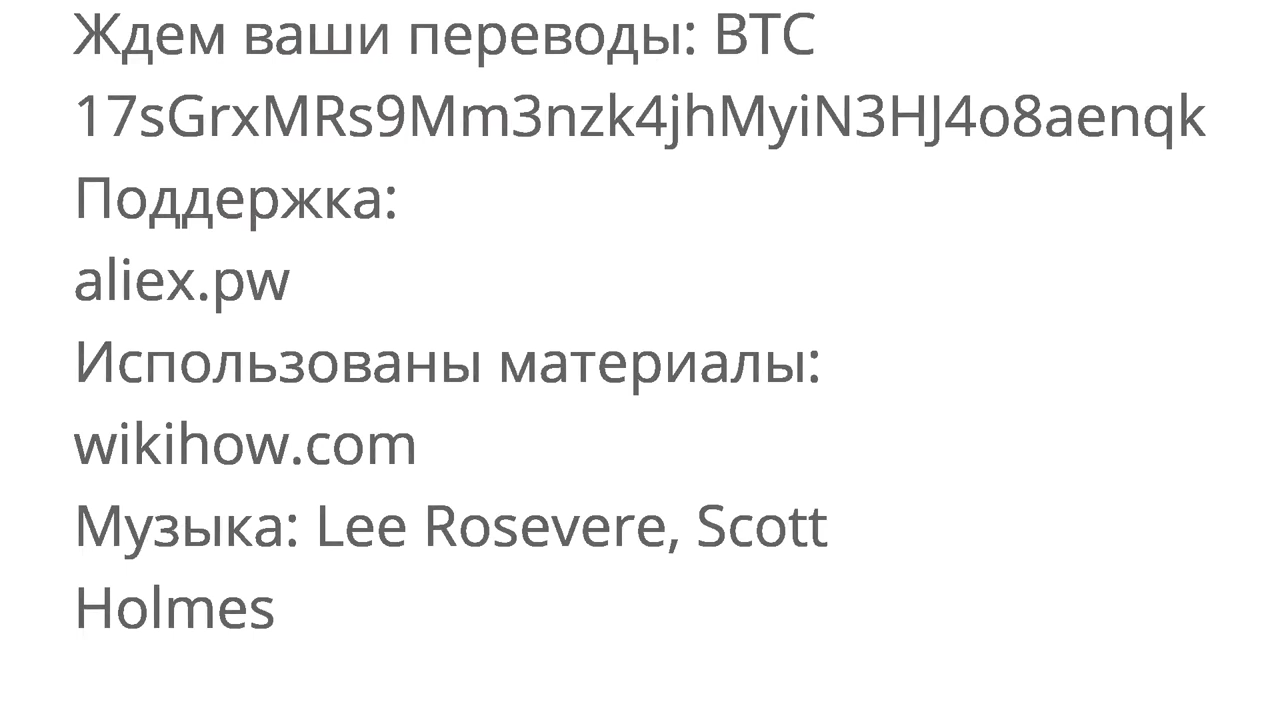 Ждем ваши переводы: BTC
17sGrxMRs9Mm3nzk4jhMyiN3HJ4o8aenqk
Поддержка:
aliex.pw
Использованы материалы:
wikihow.com
Музыка: Lee Rosevere, Scott
Holmes